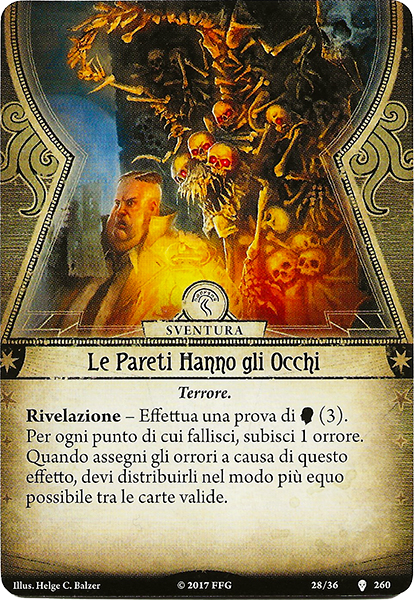 SVENTURA
Le Pareti Hanno gli Occhi
Terrore.
Rivelazione – Effettua una prova di (3).
Per ogni punto di cui fallisci, subisci 1 orrore.
Quando assegni gli orrori a causa di questo
effetto, devi distribuirli nel modo più equo
possibile tra le carte valide.
Illus. Helge C. Balzer © 2017 FFG 28/36 260